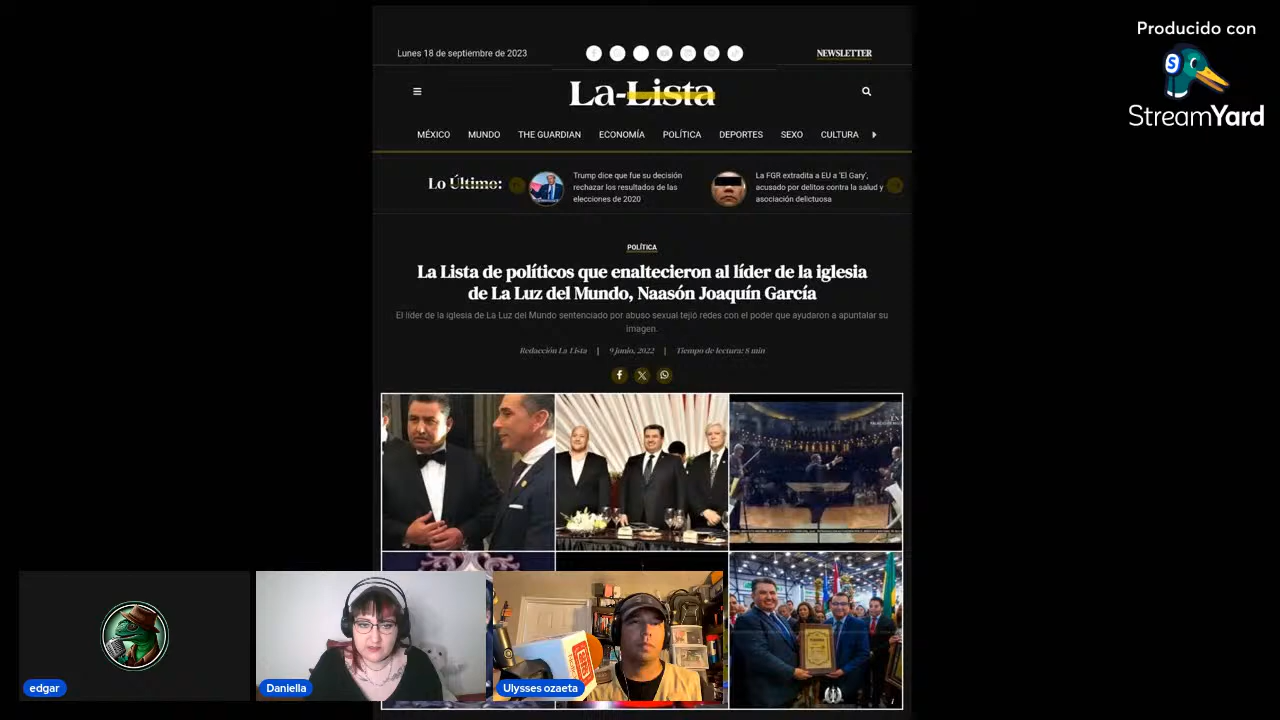 Producido con
StreamYard
Lunes 18 de septiembre de 2023
NEWSLETTER
La-Lista
MÉXICO MUNDO THE GUARDIAN ECONOMÍA POLÍTICA DEPORTES SEXO CULTURA
Lo Último:
Trump dice que fue su decisión
rechazar los resultados de las
elecciones de 2020
La FGR extradita a EU a 'El Gary',
acusado por delitos contra la salud y
asociación delictuosa
POLÍTICA
La Lista de políticos que enaltecieron al líder de la iglesia
de La Luz del Mundo, Naasón Joaquín García
El líder de la iglesia de La Luz del Mundo sentenciado por abuso sexual tejió redes con el poder que ayudaron a apuntalar su
imagen.
Redacción La Lista | 9 junio, 2022 | Tiempo de lectura: 8 min
edgar
Daniella
Ulysses ozaeta